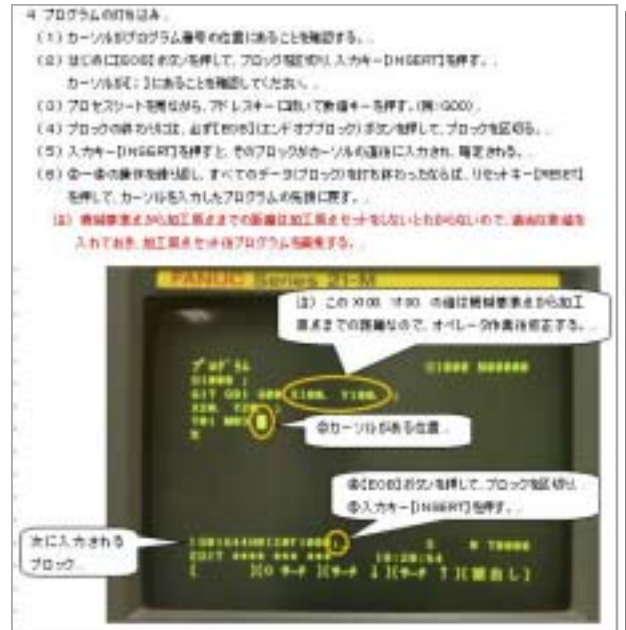 4 プログラムの打ち込み
(1) カーソルがプログラム番号の位置にあることを確認する。
(2) はじめに[EOB]ボタンを押して、ブロックを区切り、入力キー[INSERT]を押す。
カーソルが[;]にあることを確認してください。
(3) プロセスシートを見ながら、アドレスキーに続いて数値キーを押す。(例:G00)
(4) ブロックの終わりには、必ず[EOB](エンドオブブロック)ボタンを押して、ブロックを区切る。
(5) 入力キー[INSERT]を押すと、そのブロックがカーソルの直後に入力され、確定される。
(6) ②~⑤の操作を繰り返し、すべてのデータ(ブロック)を打ち終わったならば、リセットキー[RESET]
を押して、カーソルを入力したプログラムの先頭に戻す。
機械原点から加工原点までの距離は加工原点セットをしないとわからないので、適当な数値を
入れておき、加工原点セット後プログラムを編集する。
FANUC Series 21-M
この X100. Y100. の値は機械原点から加工
原点までの距離なので、オペレータ作業後修正する。
プログラム O1000 N00000
O1000 ;
X100. Y100. ;
カーソルがある位置
④[EOB]ボタンを押して、ブロックを区切り、
⑤入力キー[INSERT]を押す。
次に入力される
ブロック
EDIT **** *** ***